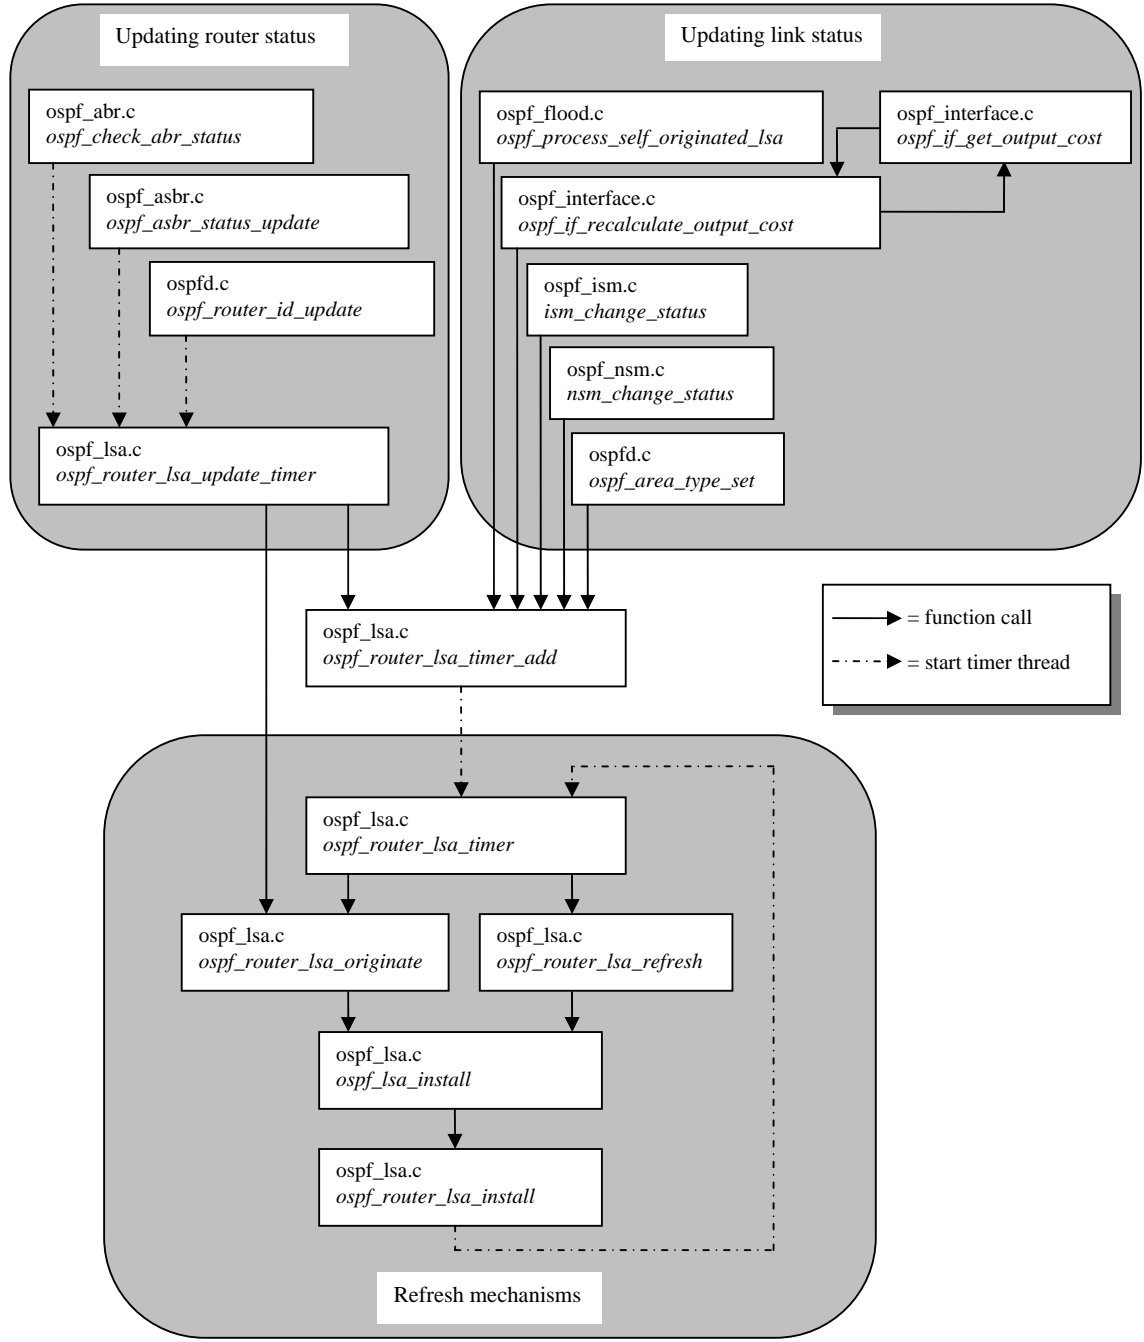 Updating router status
ospf_abr.c
ospf_check_abr_status
ospf_asbr.c
ospf_asbr_status_update
ospfd.c
ospf_router_id_update
ospf_lsa.c
ospf_router_lsa_update_timer
Updating link status
ospf_flood.c
ospf_process_self_originated_lsa
ospf_interface.c
ospf_if_get_output_cost
ospf_interface.c
ospf_if_recalculate_output_cost
ospf_ism.c
ism_change_status
ospf_nsm.c
nsm_change_status
ospfd.c
ospf_area_type_set
= function call
= start timer thread
ospf_lsa.c
ospf_router_lsa_timer_add
ospf_lsa.c
ospf_router_lsa_timer
ospf_lsa.c
ospf_router_lsa_originate
ospf_lsa.c
ospf_router_lsa_refresh
ospf_lsa.c
ospf_lsa_install
ospf_lsa.c
ospf_router_lsa_install
Refresh mechanisms